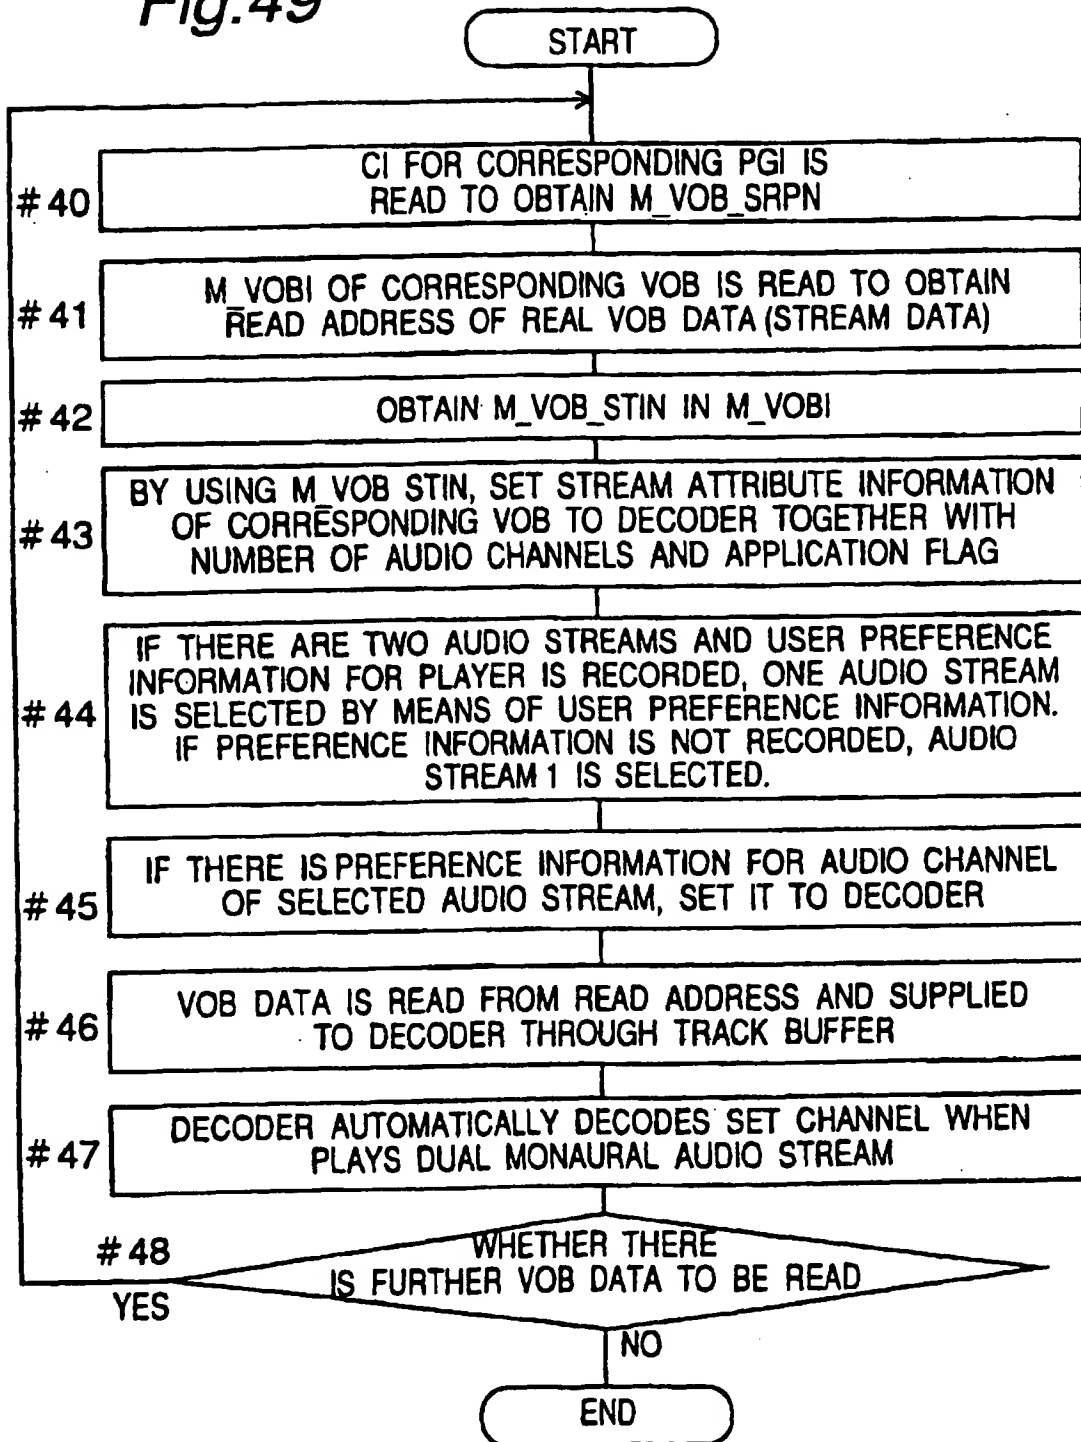 Fig.49
START
CI FOR CORRESPONDING PGI IS
READ TO OBTAIN M_VOB_SRPN
#40
M_VOBI OF CORRESPONDING VOB IS READ TO OBTAIN
READ ADDRESS OF REAL VOB DATA (STREAM DATA)
#41
OBTAIN M_VOB_STIN IN M_VOBI
#42
BY USING M_VOB STIN, SET STREAM ATTRIBUTE INFORMATION
OF CORRESPONDING VOB TO DECODER TOGETHER WITH
NUMBER OF AUDIO CHANNELS AND APPLICATION FLAG
#43
IF THERE ARE TWO AUDIO STREAMS AND USER PREFERENCE
INFORMATION FOR PLAYER IS RECORDED, ONE AUDIO STREAM
IS SELECTED BY MEANS OF USER PREFERENCE INFORMATION.
IF PREFERENCE INFORMATION IS NOT RECORDED, AUDIO
STREAM 1 IS SELECTED.
#44
IF THERE IS PREFERENCE INFORMATION FOR AUDIO CHANNEL
OF SELECTED AUDIO STREAM, SET IT TO DECODER
#45
VOB DATA IS READ FROM READ ADDRESS AND SUPPLIED
TO DECODER THROUGH TRACK BUFFER
#46
DECODER AUTOMATICALLY DECODES SET CHANNEL WHEN
PLAYS DUAL MONAURAL AUDIO STREAM
#47
#48
WHETHER THERE
IS FURTHER VOB DATA TO BE READ
YES
NO
END